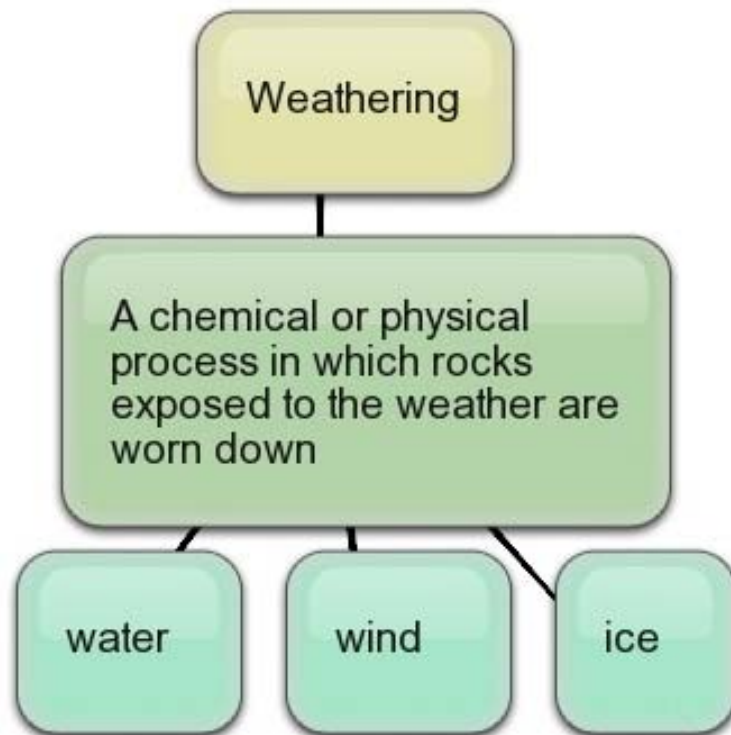 Weathering
A chemical or physical
process in which rocks
exposed to the weather are
worn down
water
wind
ice